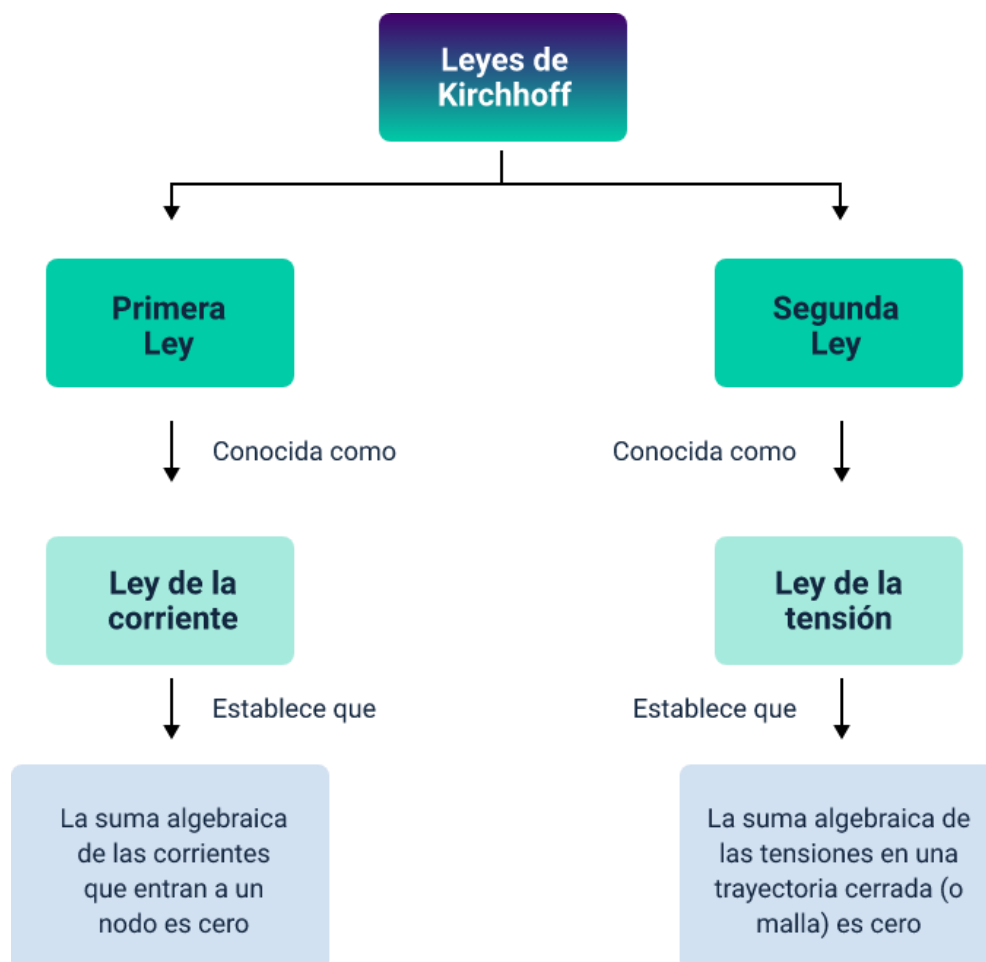 Leyes de
Kirchhoff
Primera
Ley
Segunda
Ley
Conocida como
Conocida como
Ley de la
corriente
Ley de la
tensión
Establece que
Establece que
La suma algebraica
de las corrientes
que entran a un
nodo es cero
La suma algebraica de
las tensiones en una
trayectoria cerrada (o
malla) es cero